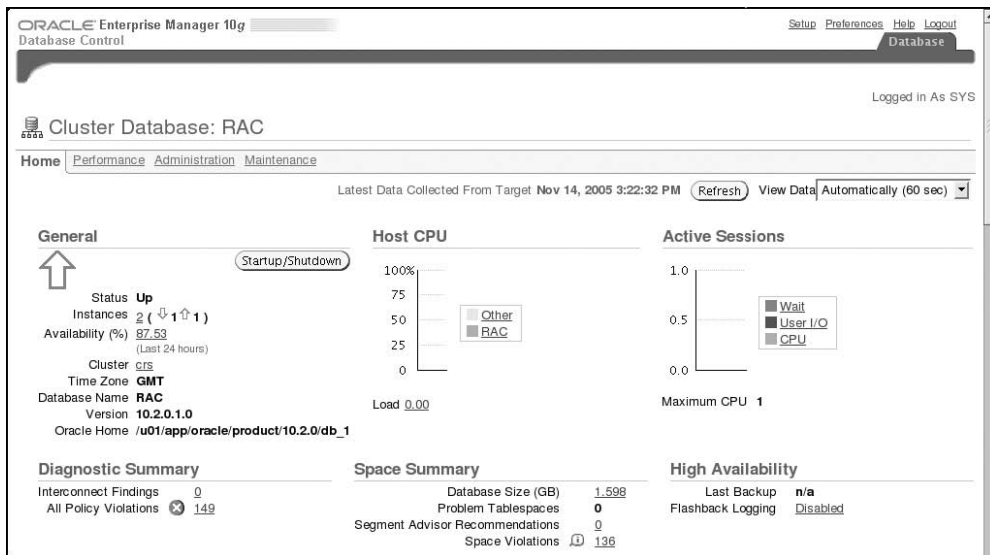 ORACLE Enterprise Manager 10g
Database Control
Setup Preferences Help Logout
Database
Logged in As SYS
Cluster Database: RAC
Home Performance Administration Maintenance
Latest Data Collected From Target Nov 14, 2005 3:22:32 PM Refresh View Data Automatically (60 sec)
General
Startup/Shutdown
Status Up
Instances 2 ( 1 1 )
Availability (%) 87.53
(Last 24 hours)
Cluster crs
Time Zone GMT
Database Name RAC
Version 10.2.0.1.0
Oracle Home /u01/app/oracle/product/10.2.0/db_1
Host CPU
100%
75
50
25
0
Other
RAC
Load 0.00
Active Sessions
1.0
0.5
0.0
Wait
User I/O
CPU
Maximum CPU 1
Diagnostic Summary
Interconnect Findings 0
All Policy Violations 149
Space Summary
Database Size (GB) 1.598
Problem Tablespaces 0
Segment Advisor Recommendations 0
Space Violations 136
High Availability
Last Backup n/a
Flashback Logging Disabled